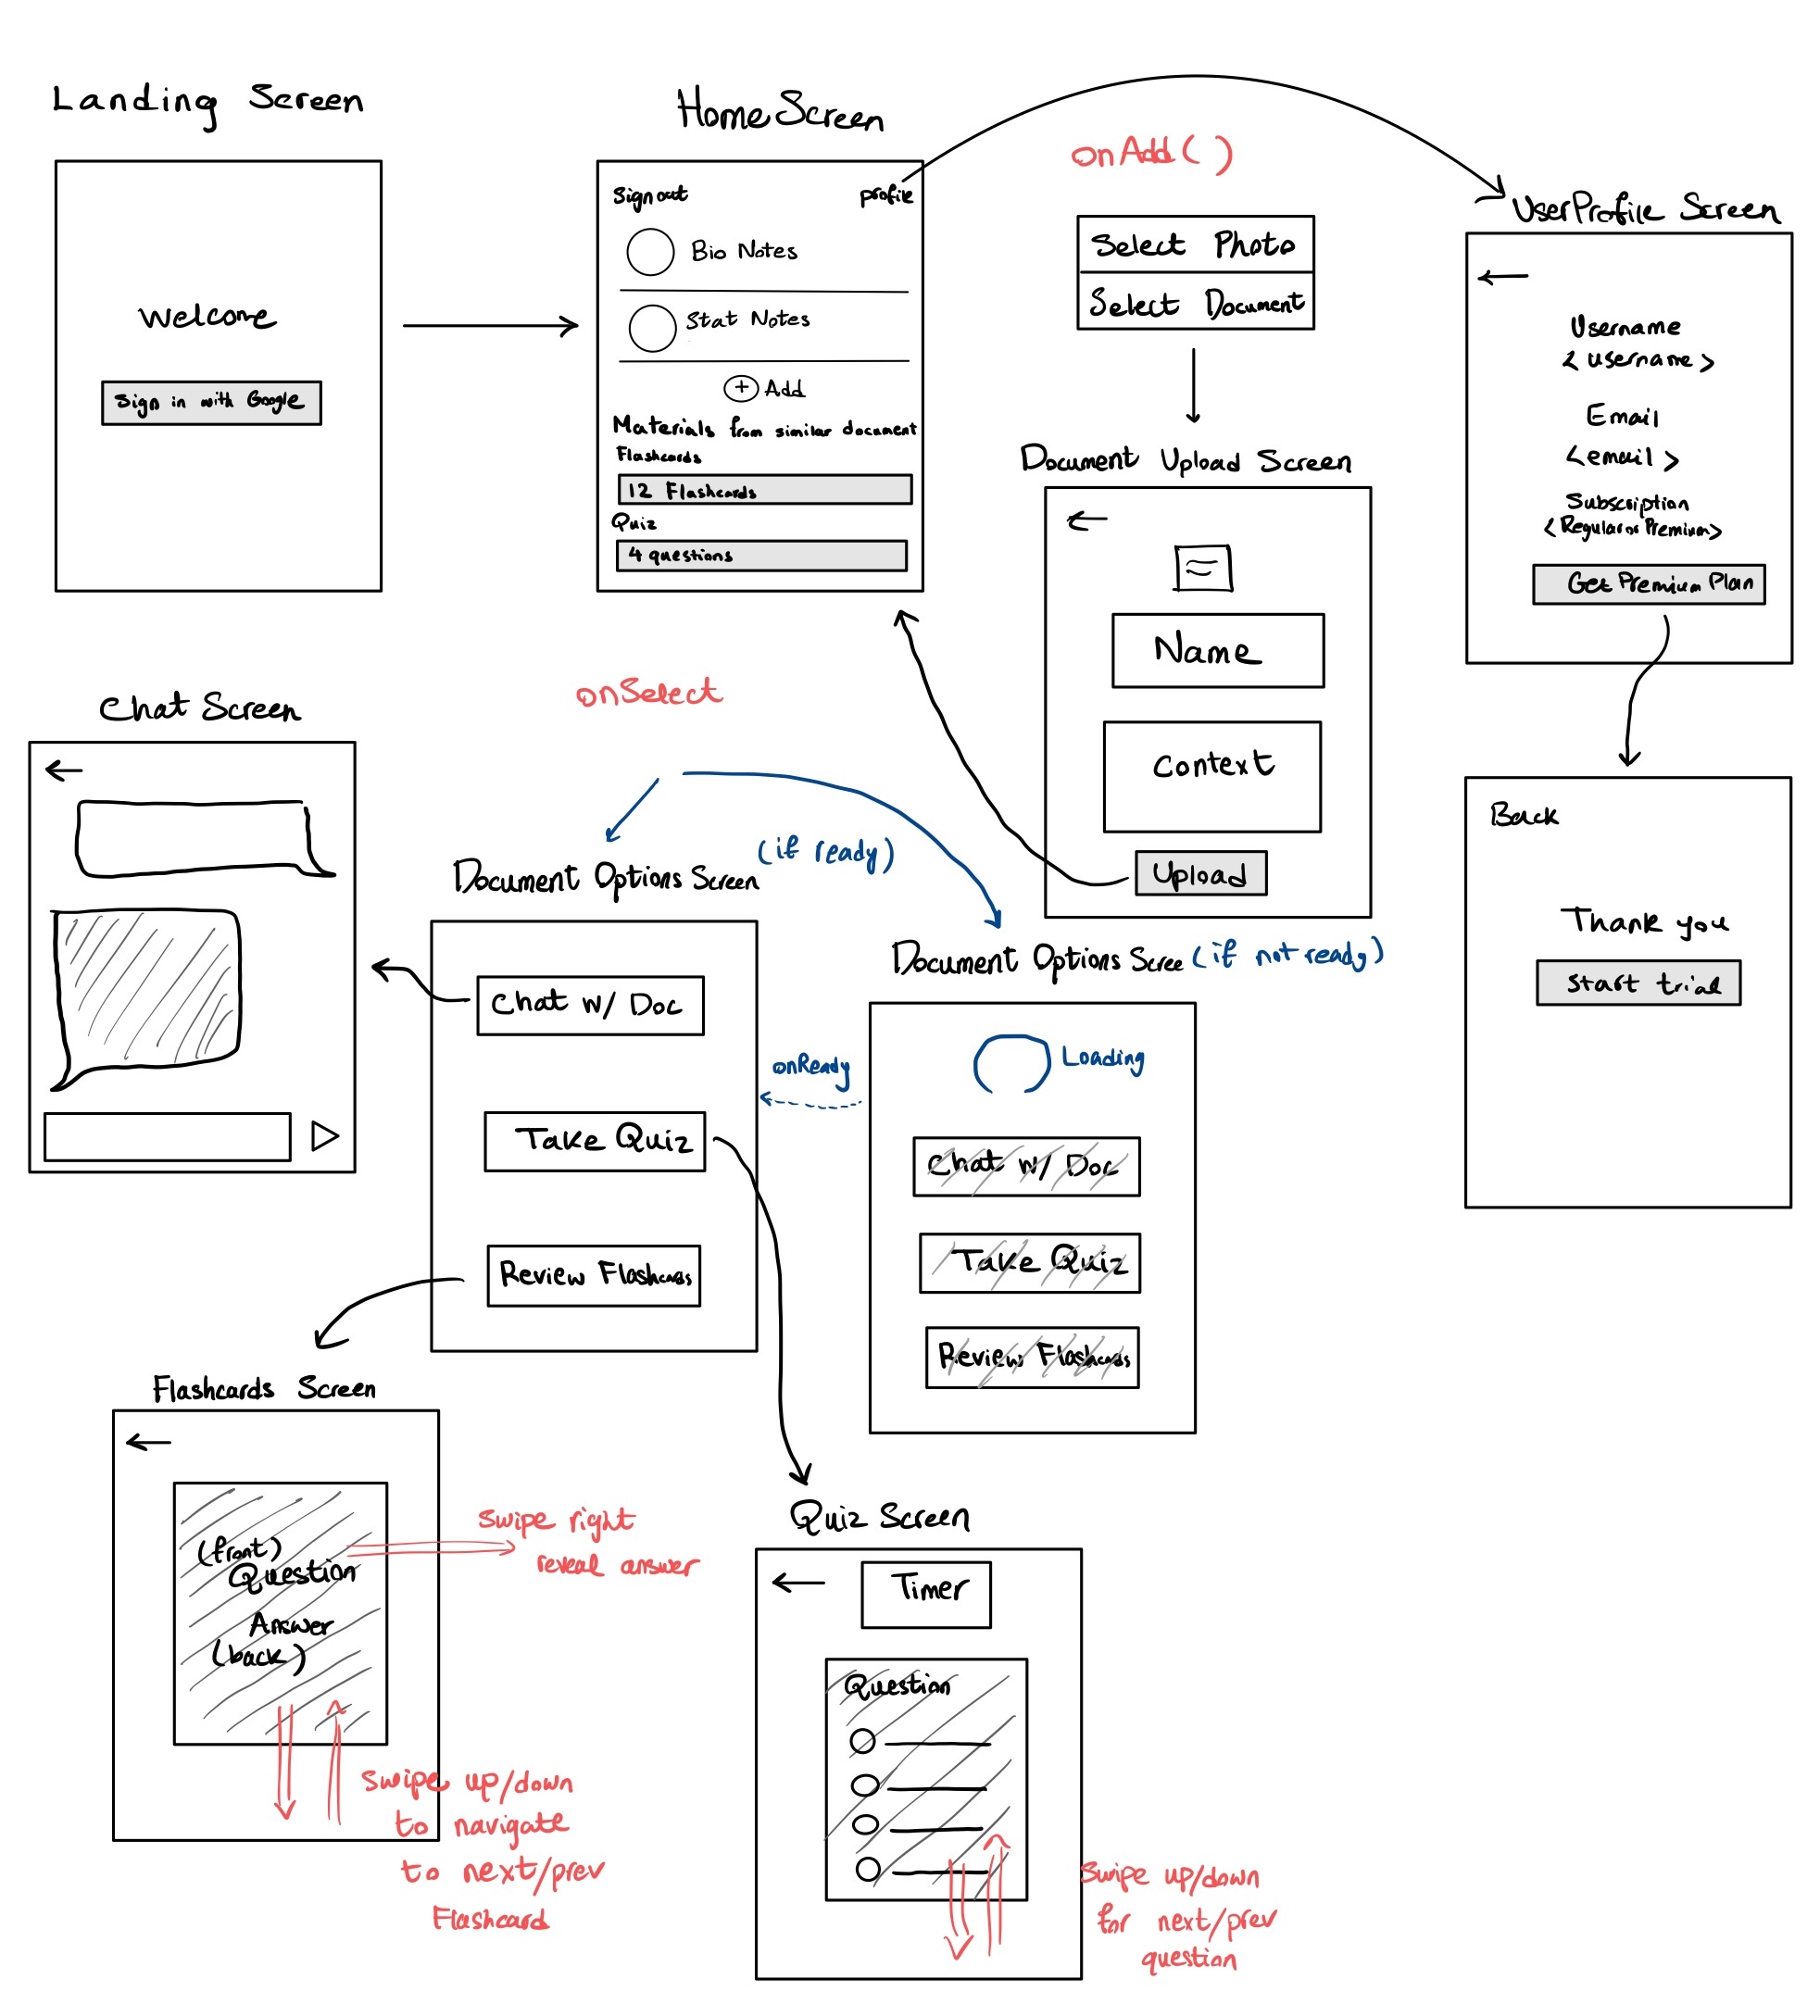 Landing Screen
Welcome
Sign in with Google
HomeScreen
Sign out
profile
Bio Notes
Stat Notes
+ Add
Materials from similar document
Flashcards
12 Flashcards
Quiz
4 questions
onAdd()
Select Photo
Select Document
Document Upload Screen
Name
Context
Upload
UserProfile Screen
Username
<username>
Email
<email>
Subscription
<Regular or Premium>
Get Premium Plan
Back
Thank you
Start trial
Chat Screen
onSelect
Document Options Screen
(if ready)
Chat w/ Doc
Take Quiz
Review Flashcards
Document Options Scree (if not ready)
Loading
onReady
Chat w/ Doc
Take Quiz
Review Flashcards
Flashcards Screen
(front)
Question
Answer
(back)
Swipe right
reveal answer
Swipe up/down
to navigate
to next/prev
Flashcard
Quiz Screen
Timer
Question
Swipe up/down
for next/prev
question